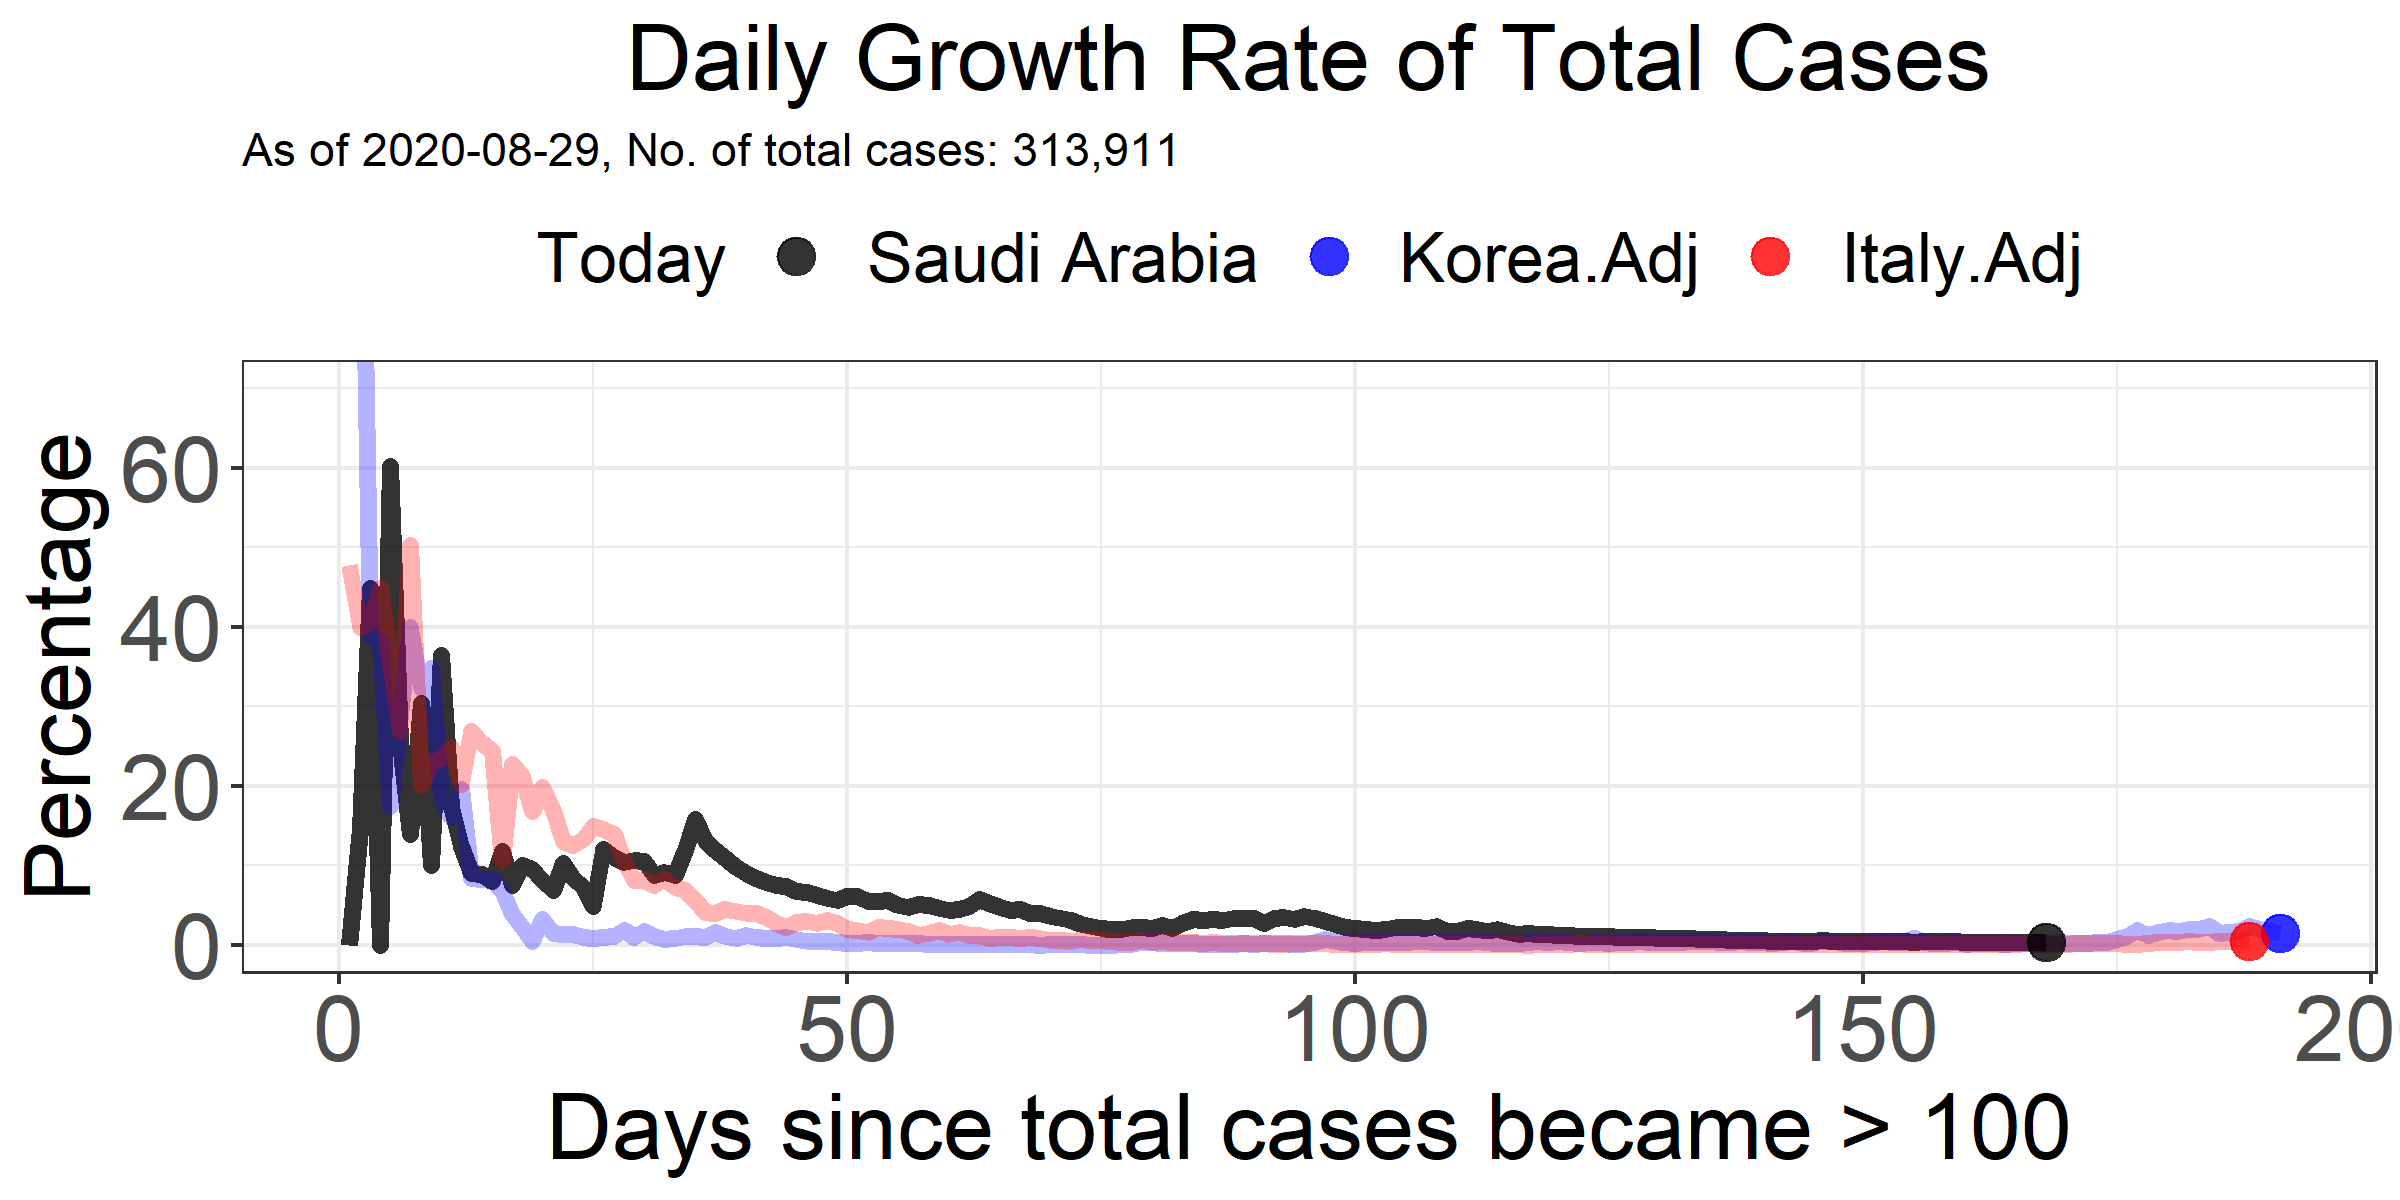 Daily Growth Rate of Total Cases
As of 2020-08-29, No. of total cases: 313,911
Today Saudi Arabia Korea.Adj Italy.Adj
Percentage
60
40
20
0
0 50 100 150 20
Days since total cases became > 100